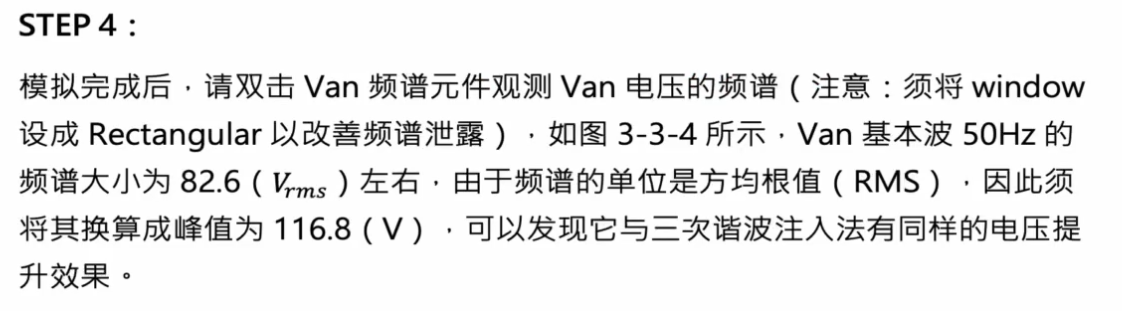 STEP 4：
模拟完成后，请双击 Van 频谱元件观测 Van 电压的频谱（注意：须将 window
设成 Rectangular 以改善频谱泄露），如图 3-3-4 所示，Van 基本波 50Hz 的
频谱大小为 82.6（V_rms）左右，由于频谱的单位是方均根值（RMS），因此须
将其换算成峰值为 116.8（V），可以发现它与三次谐波注入法有同样的电压提
升效果。